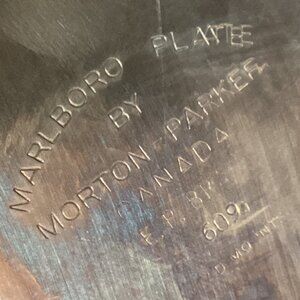 MARLBORO PLATE
BY
MORTON-PARKER
CANADA
609